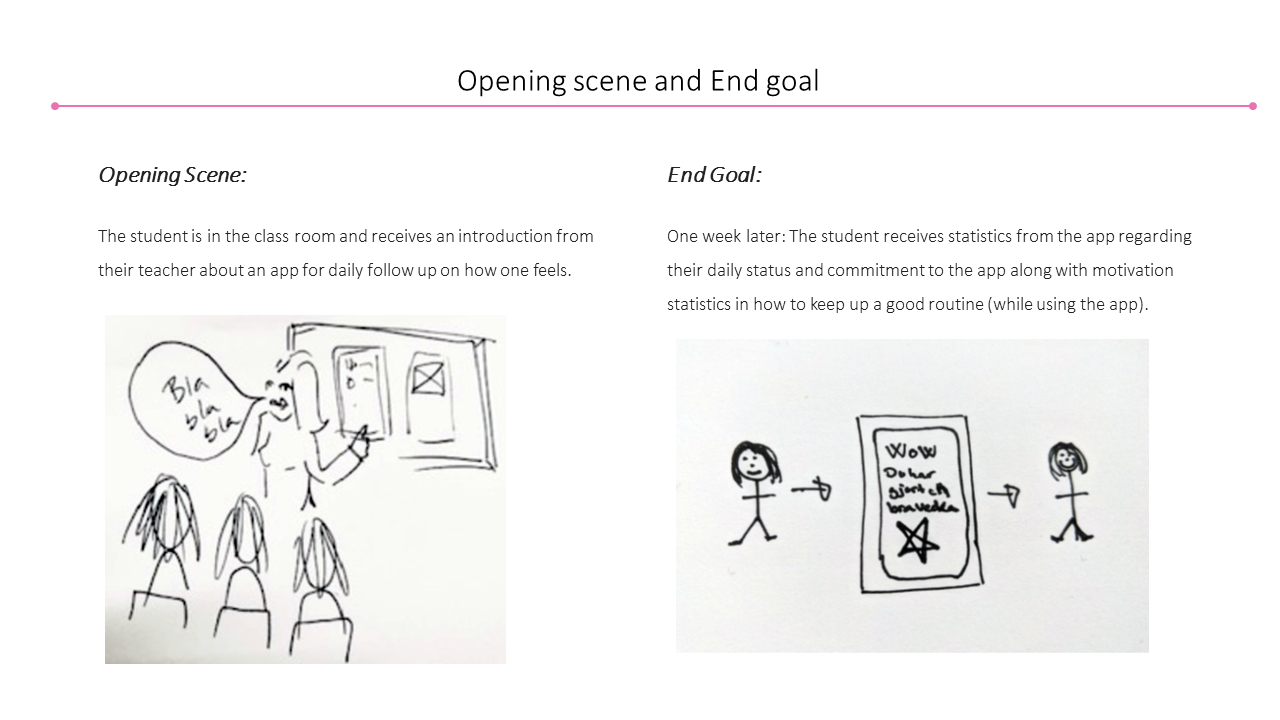 Opening scene and End goal
Opening Scene:
The student is in the class room and receives an introduction from
their teacher about an app for daily follow up on how one feels.
Bla
bla
bla
End Goal:
One week later: The student receives statistics from the app regarding
their daily status and commitment to the app along with motivation
statistics in how to keep up a good routine (while using the app).
WoW
Du har
gjort en
bra vecka